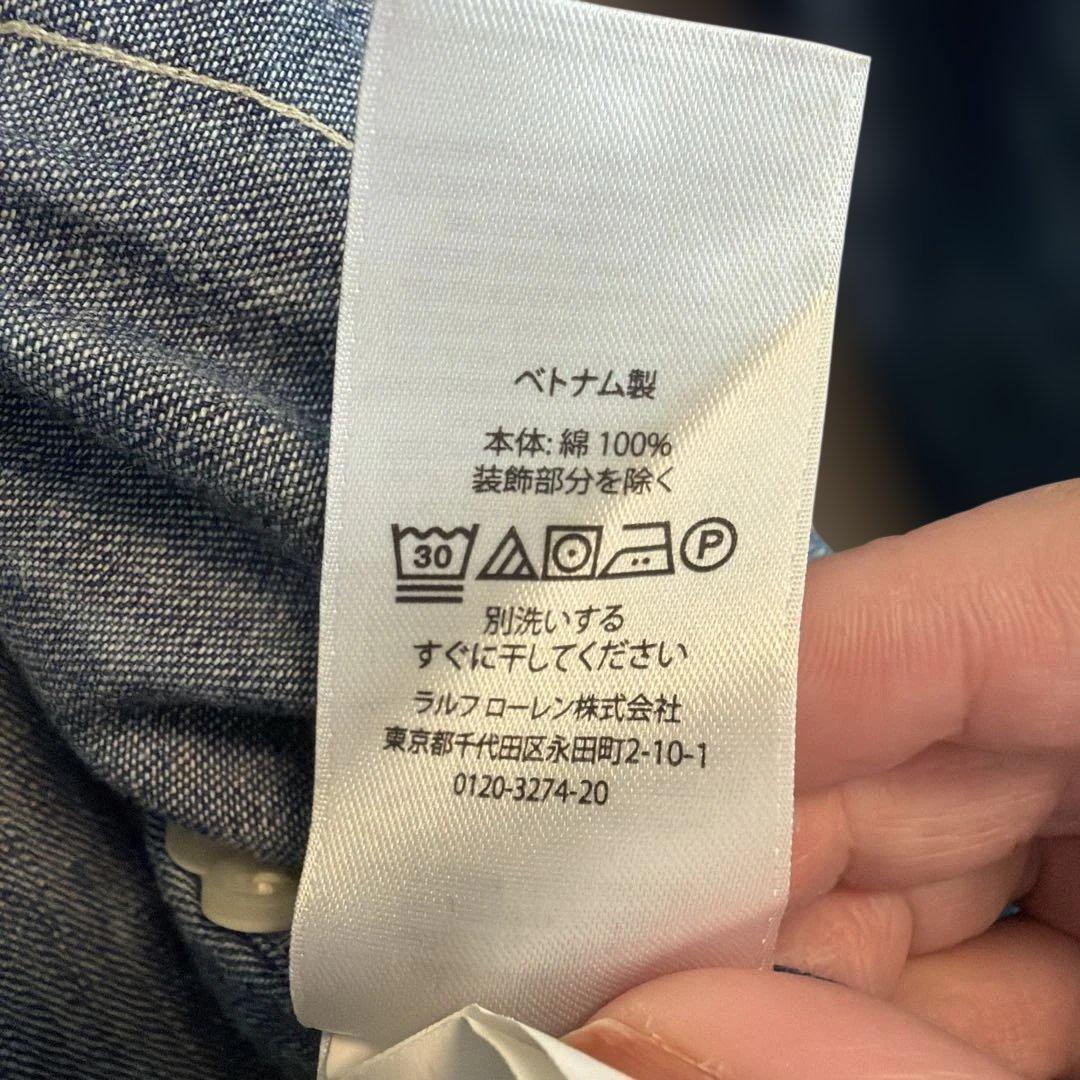 ベトナム製
本体: 綿 100%
装飾部分を除く
30 P
別洗いする
すぐに干してください
ラルフ ローレン株式会社
東京都千代田区永田町2-10-1
0120-3274-20